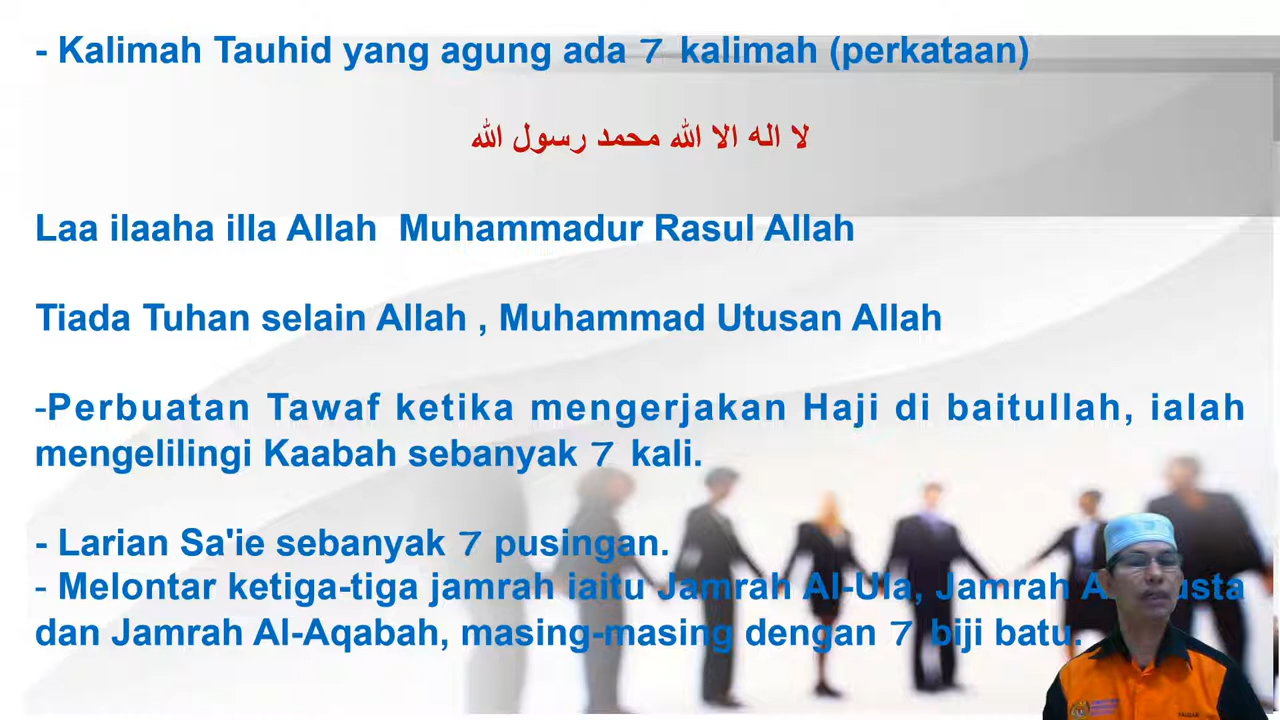 - Kalimah Tauhid yang agung ada 7 kalimah (perkataan)
لا اله الا الله محمد رسول الله
Laa ilaaha illa Allah Muhammadur Rasul Allah
Tiada Tuhan selain Allah , Muhammad Utusan Allah
-Perbuatan Tawaf ketika mengerjakan Haji di baitullah, ialah
mengelilingi Kaabah sebanyak 7 kali.
- Larian Sa'ie sebanyak 7 pusingan.
- Melontar ketiga-tiga jamrah iaitu Jamrah Al-Ula, Jamrah
dan Jamrah Al-Aqabah, masing-masing dengan 7 biji batu.